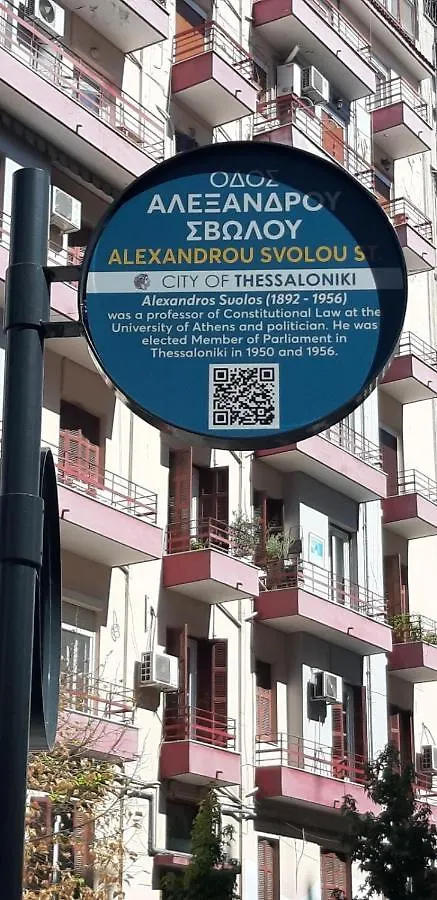 ΟΔΟΣ
ΑΛΕΞΑΝΔΡΟΥ
ΣΒΩΛΟΥ
ALEXANDROU SVOLOU ST.
CITY OF THESSALONIKI
Alexandros Suolos (1892 - 1956)
was a professor of Constitutional Law at the
University of Athens and politician. He was
elected Member of Parliament in
Thessaloniki in 1950 and 1956.